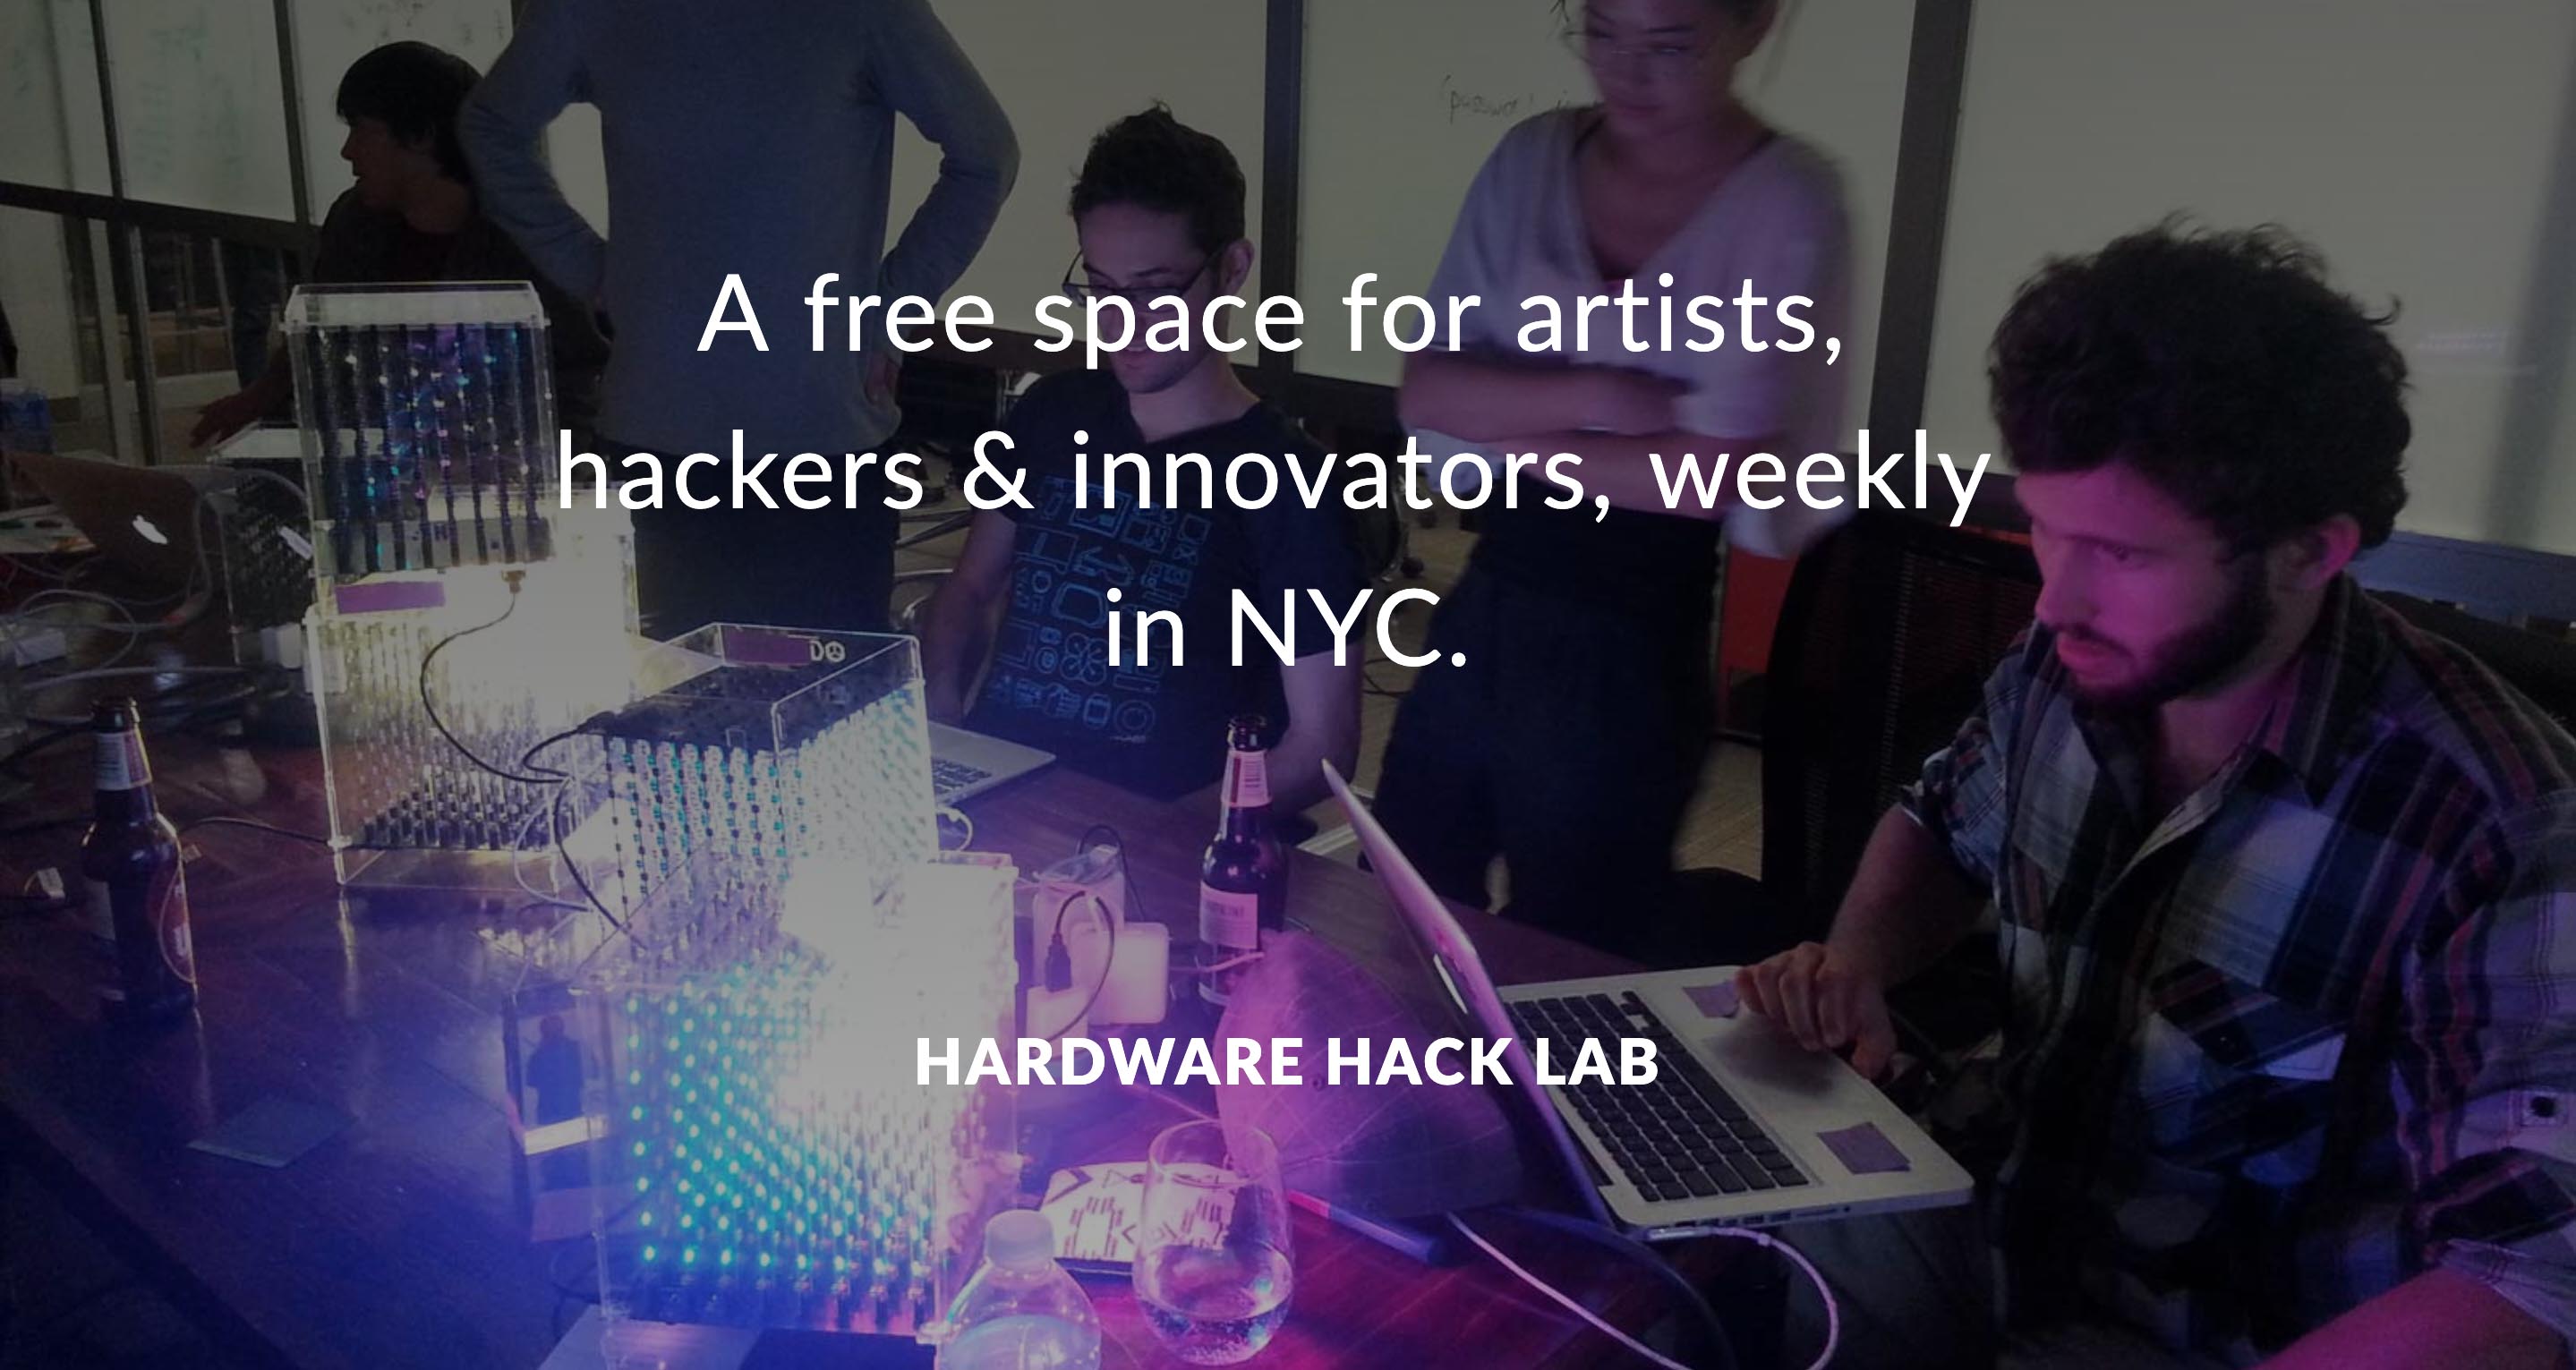 A free space for artists,
hackers & innovators, weekly
in NYC.
HARDWARE HACK LAB